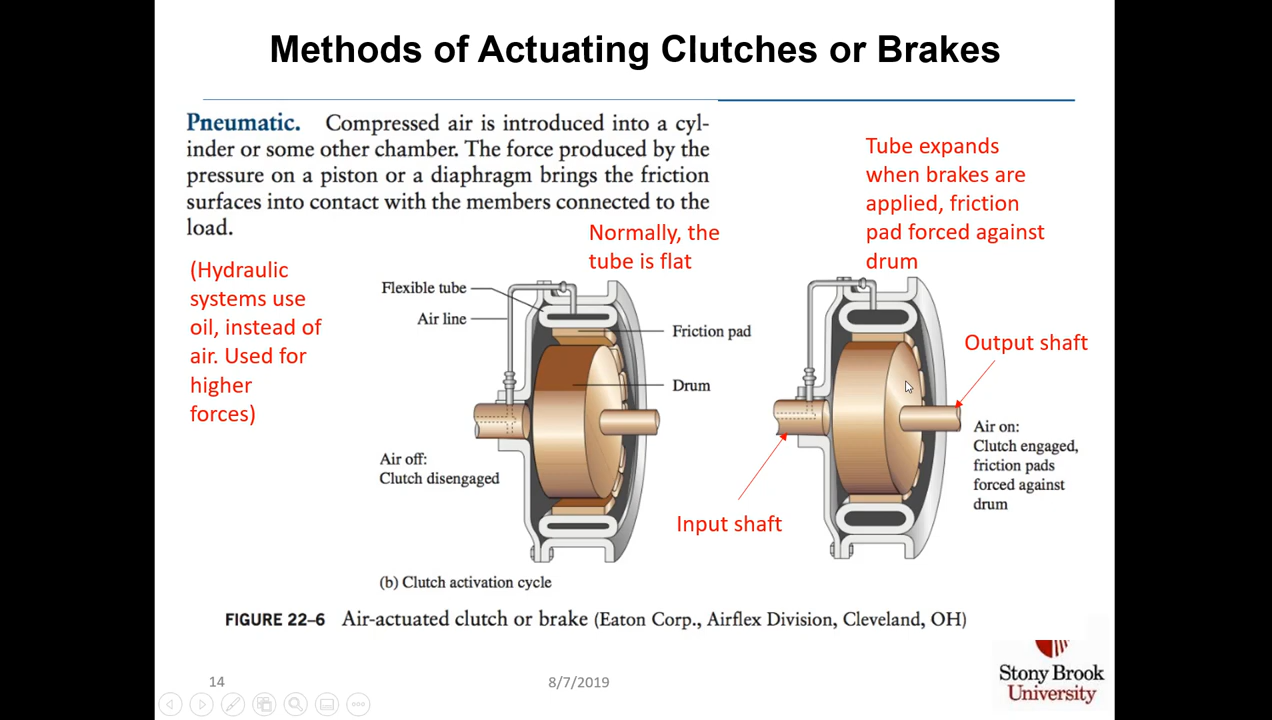 Methods of Actuating Clutches or Brakes
Pneumatic. Compressed air is introduced into a cyl-
inder or some other chamber. The force produced by the
pressure on a piston or a diaphragm brings the friction
surfaces into contact with the members connected to the
load.
Tube expands
when brakes are
applied, friction
pad forced against
drum
Normally, the
tube is flat
(Hydraulic
systems use
oil, instead of
air. Used for
higher
forces)
Flexible tube
Air line
Friction pad
Drum
Output shaft
Air off:
Clutch disengaged
Air on:
Clutch engaged,
friction pads
forced against
drum
Input shaft
(b) Clutch activation cycle
FIGURE 22–6 Air-actuated clutch or brake (Eaton Corp., Airflex Division, Cleveland, OH)
14
8/7/2019
Stony Brook
University